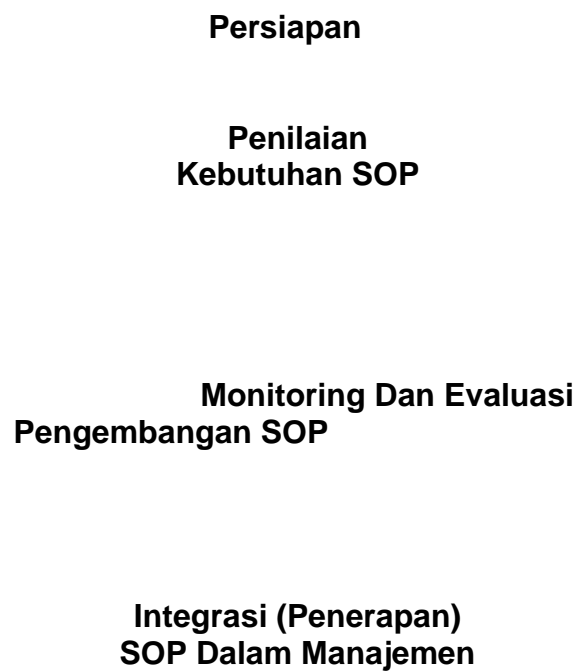 Persiapan
Penilaian
Kebutuhan SOP
Monitoring Dan Evaluasi
Pengembangan SOP
Integrasi (Penerapan)
SOP Dalam Manajemen